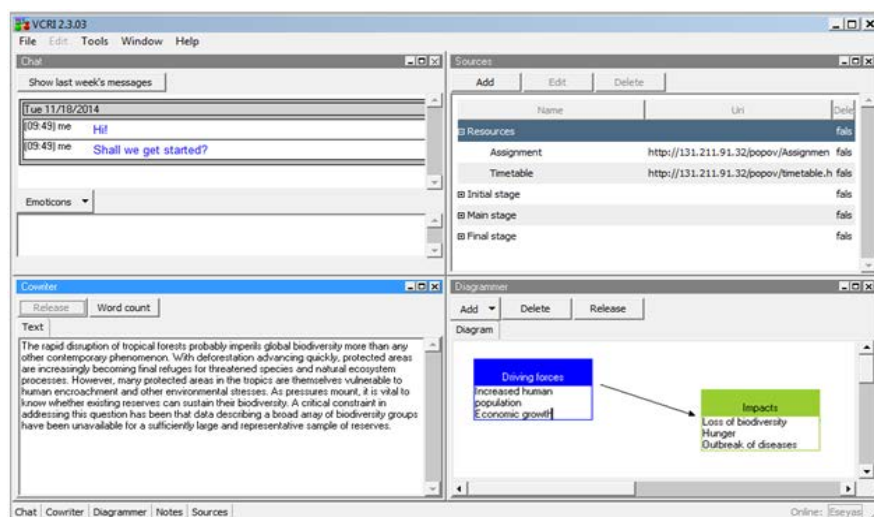 VCRI 2.3.03
File Edit Tools Window Help
Chat
Show last week's messages
Tue 11/18/2014
[09:49] me Hi!
[09:49] me Shall we get started?
Emoticons
Sources
Add Edit Delete
Name Url Dele
Resources fals
Assignment http://131.211.91.32/popov/Assignmen fals
Timetable http://131.211.91.32/popov/timetable.h fals
Initial stage fals
Main stage fals
Final stage fals
Cowriter
Release Word count
Text
The rapid disruption of tropical forests probably imperils global biodiversity more than any
other contemporary phenomenon. With deforestation advancing quickly, protected areas
are increasingly becoming final refuges for threatened species and natural ecosystem
processes. However, many protected areas in the tropics are themselves vulnerable to
human encroachment and other environmental stresses. As pressures mount, it is vital to
know whether existing reserves can sustain their biodiversity. A critical constraint in
addressing this question has been that data describing a broad array of biodiversity groups
have been unavailable for a sufficiently large and representative sample of reserves.
Diagrammer
Add Delete Release
Diagram
Driving forces
Increased human
population
Economic growth
Impacts
Loss of biodiversity
Hunger
Outbreak of diseases
Chat Cowriter Diagrammer Notes Sources
Online: Eseyas